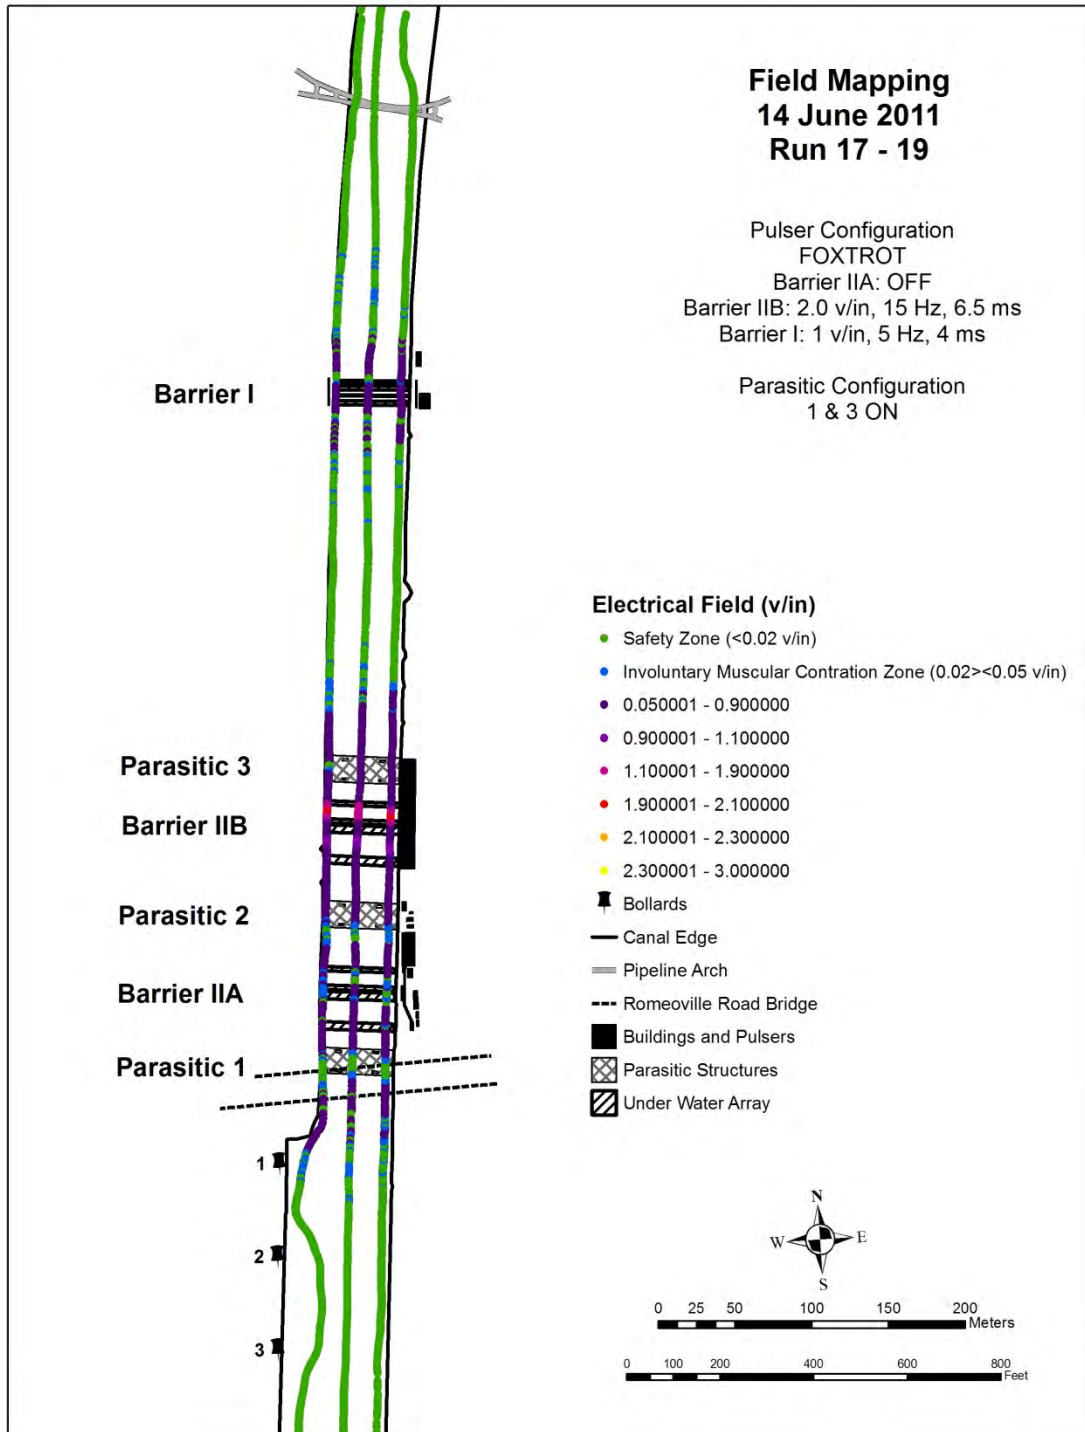 Field Mapping
14 June 2011
Run 17 - 19
Pulser Configuration
FOXTROT
Barrier IIA: OFF
Barrier IIB: 2.0 v/in, 15 Hz, 6.5 ms
Barrier I: 1 v/in, 5 Hz, 4 ms
Parasitic Configuration
1 & 3 ON
Barrier I
Parasitic 3
Barrier IIB
Parasitic 2
Barrier IIA
Parasitic 1
1
2
3
Electrical Field (v/in)
Safety Zone (<0.02 v/in)
Involuntary Muscular Contration Zone (0.02><0.05 v/in)
0.050001 - 0.900000
0.900001 - 1.100000
1.100001 - 1.900000
1.900001 - 2.100000
2.100001 - 2.300000
2.300001 - 3.000000
Bollards
Canal Edge
Pipeline Arch
Romeoville Road Bridge
Buildings and Pulsers
Parasitic Structures
Under Water Array
N
W E
S
0 25 50 100 150 200
Meters
0 100 200 400 600 800
Feet